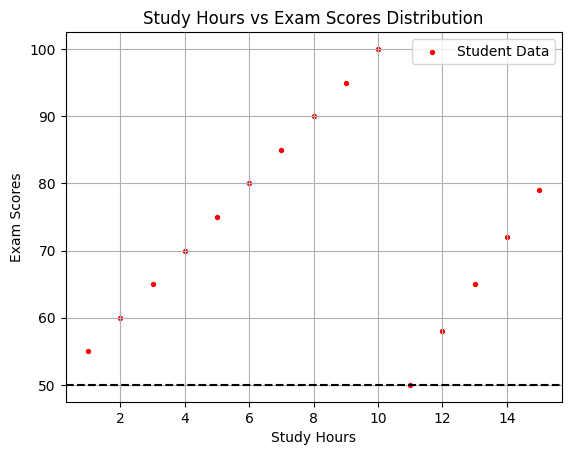 Study Hours vs Exam Scores Distribution
Student Data
Exam Scores
100
90
80
70
60
50
2 4 6 8 10 12 14
Study Hours